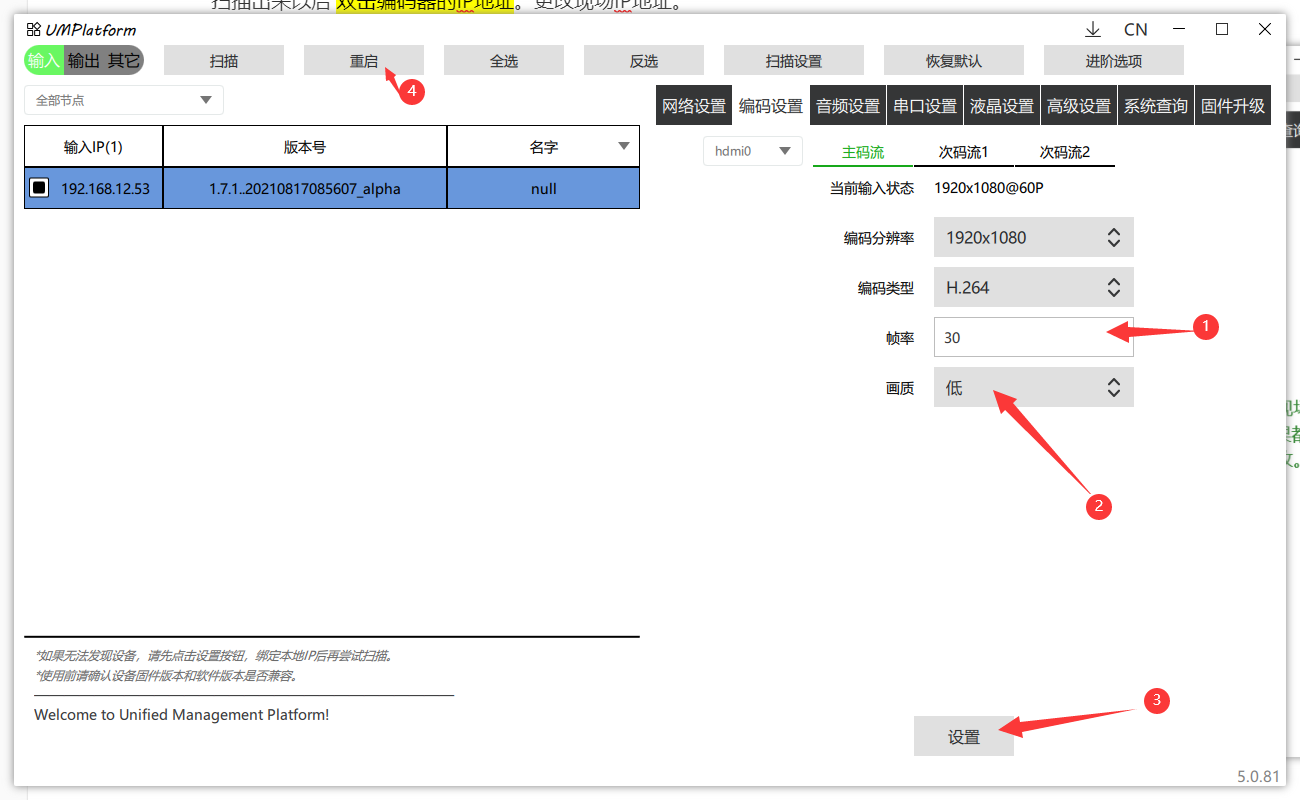 扫描出来以后 双击编码器的IP地址。更改现场IP地址。
UMPlatform
CN
输入 输出 其它
扫描
重启
全选
反选
扫描设置
恢复默认
进阶选项
4
全部节点
网络设置
编码设置
音频设置
串口设置
液晶设置
高级设置
系统查询
固件升级
输入IP(1)
版本号
名字
192.168.12.53
1.7.1..20210817085607_alpha
null
hdmi0
主码流
次码流1
次码流2
当前输入状态
1920x1080@60P
编码分辨率
1920x1080
编码类型
H.264
帧率
30
1
画质
低
2
*如果无法发现设备，请先点击设置按钮，绑定本地IP后再尝试扫描。
*使用前请确认设备固件版本和软件版本是否兼容。
Welcome to Unified Management Platform!
3
设置
5.0.81